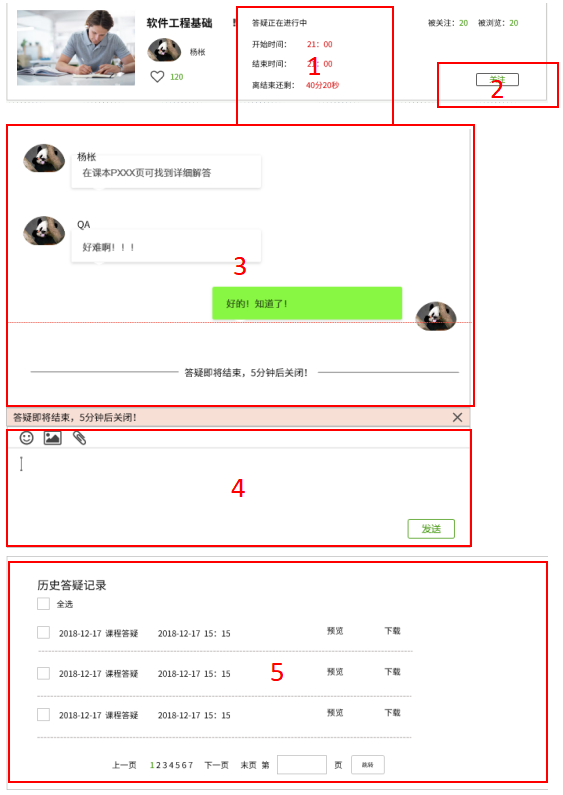 软件工程基础
！
杨枨
120
答疑正在进行中
开始时间： 21：00
结束时间： 23：00
离结束还剩： 40分20秒
1
被关注：20 被浏览：20
关注
2
杨枨
在课本PXXX页可找到详细解答
QA
好难啊！！！
3
好的！知道了！
答疑即将结束，5分钟后关闭！
答疑即将结束，5分钟后关闭！
4
发送
历史答疑记录
全选
2018-12-17 课程答疑 2018-12-17 15：15 预览 下载
2018-12-17 课程答疑 2018-12-17 15：15 预览 下载
5
2018-12-17 课程答疑 2018-12-17 15：15 预览 下载
上一页 1 2 3 4 5 6 7 下一页 末页 第 页 跳转